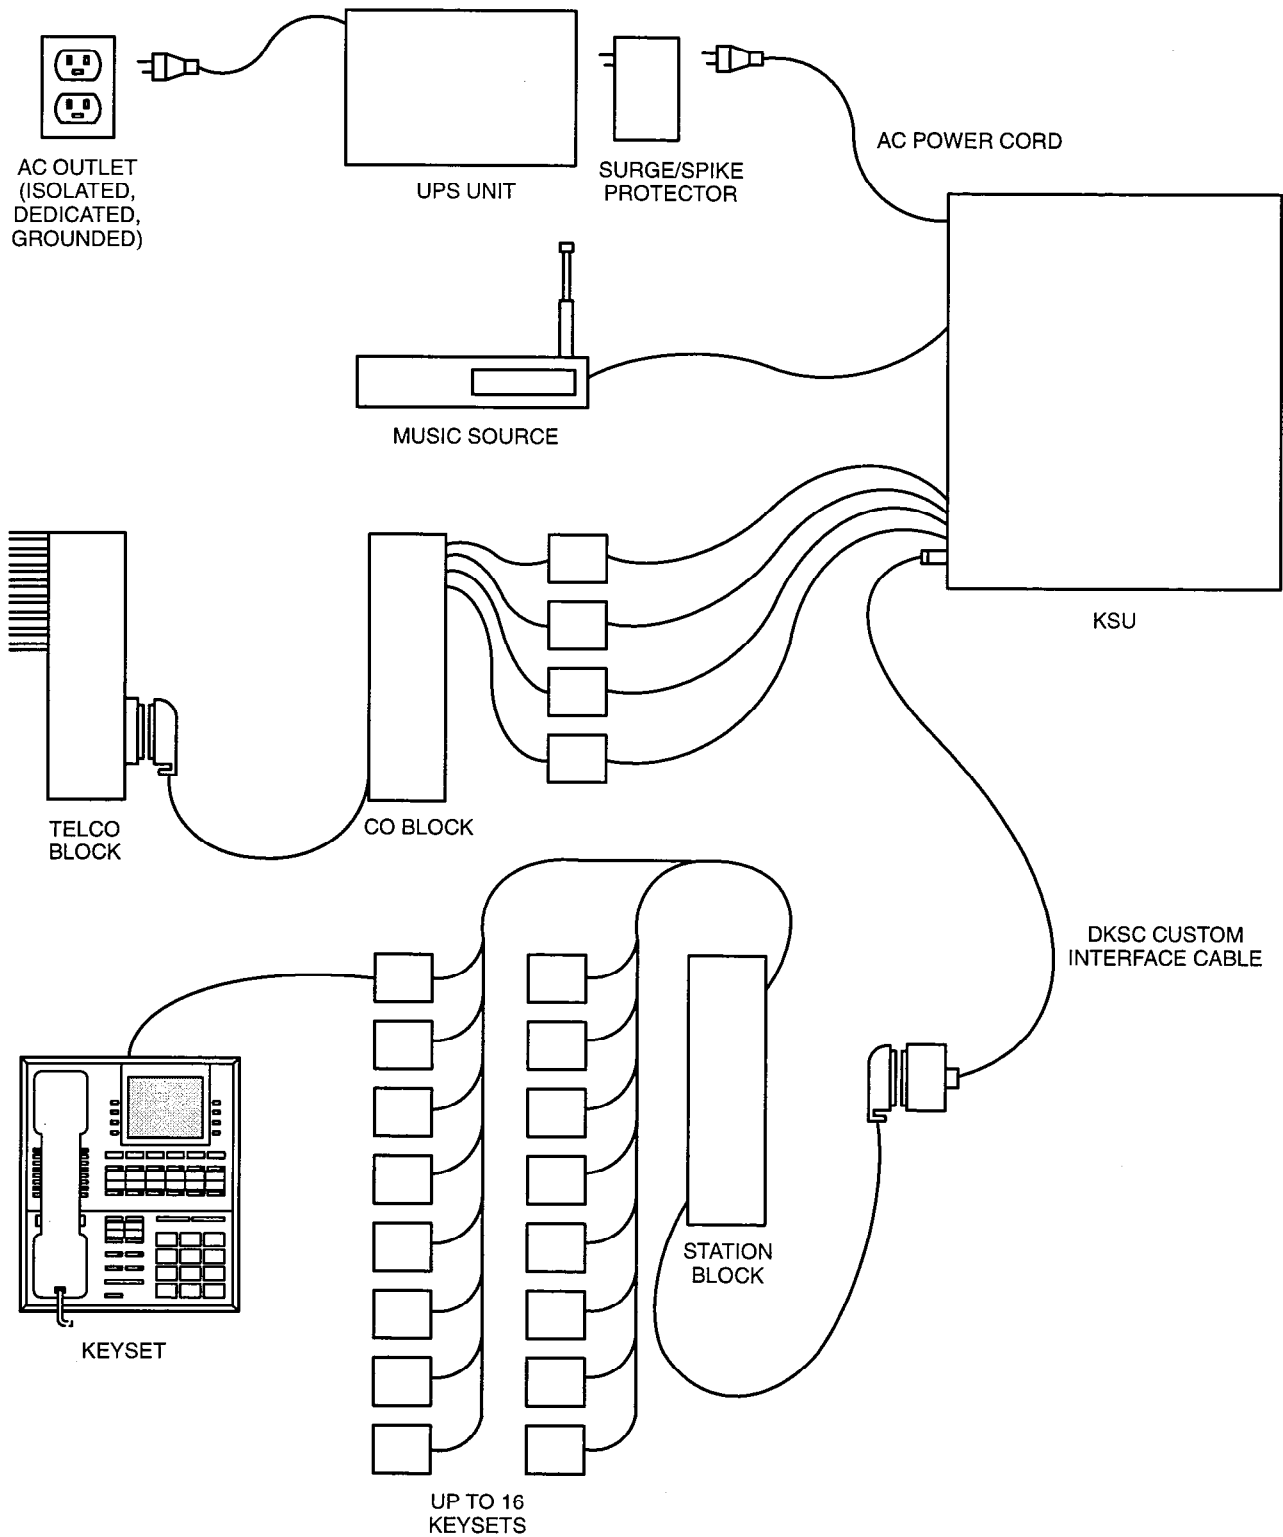 AC OUTLET
(ISOLATED,
DEDICATED,
GROUNDED)
UPS UNIT
SURGE/SPIKE
PROTECTOR
AC POWER CORD
MUSIC SOURCE
KSU
TELCO
BLOCK
CO BLOCK
DKSC CUSTOM
INTERFACE CABLE
STATION
BLOCK
KEYSET
UP TO 16
KEYSETS